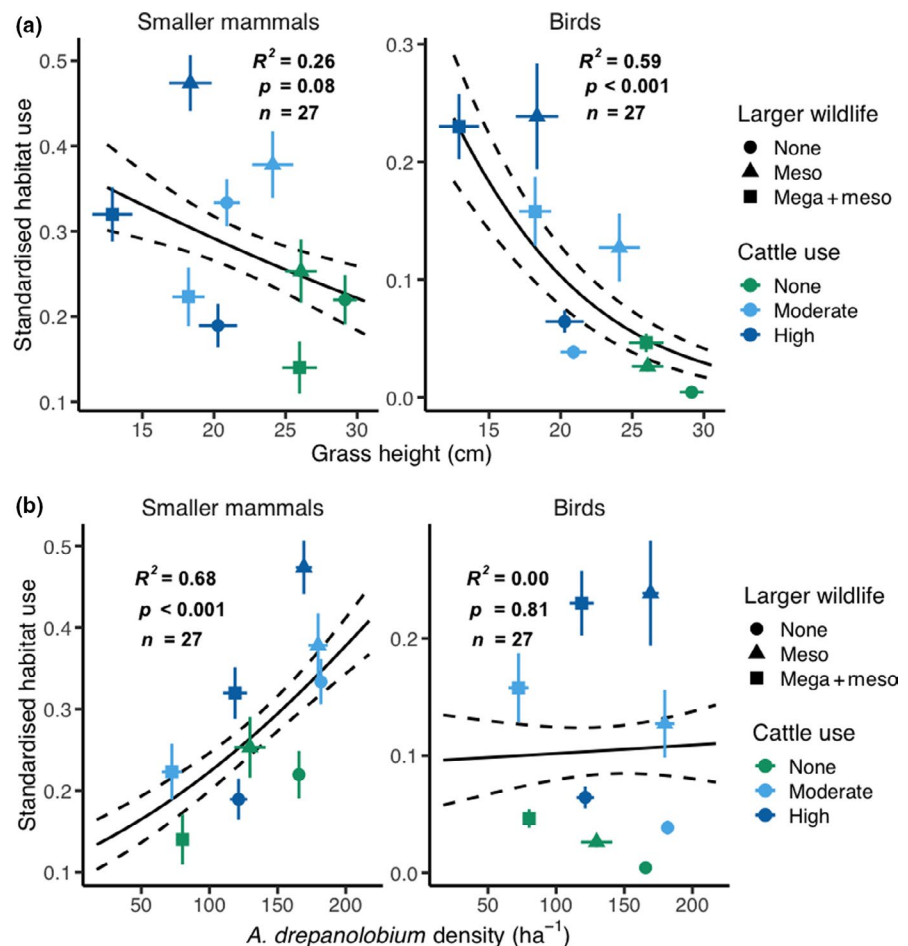 (a)
Smaller mammals
Birds
R² = 0.26
p = 0.08
n = 27
R² = 0.59
p < 0.001
n = 27
Standardised habitat use
0.5
0.4
0.3
0.2
0.1
0.3
0.2
0.1
0.0
15 20 25 30
15 20 25 30
Grass height (cm)
Larger wildlife
None
Meso
Mega+meso
Cattle use
None
Moderate
High
(b)
Smaller mammals
Birds
R² = 0.68
p < 0.001
n = 27
R² = 0.00
p = 0.81
n = 27
Standardised habitat use
0.5
0.4
0.3
0.2
0.1
0.2
0.1
0.0
50 100 150 200
50 100 150 200
A. drepanolobium density (ha⁻¹)
Larger wildlife
None
Meso
Mega+meso
Cattle use
None
Moderate
High